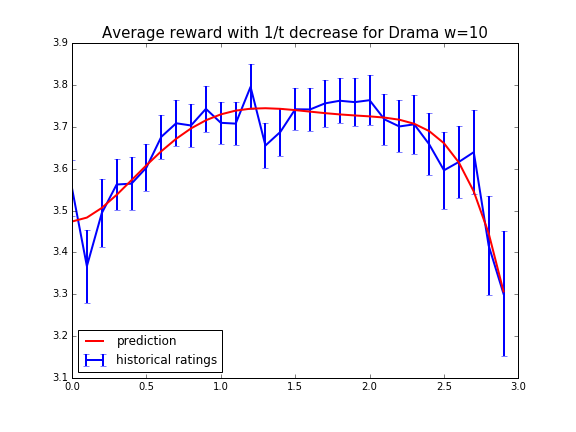 Average reward with 1/t decrease for Drama w=10
3.9
3.8
3.7
3.6
3.5
3.4
3.3
3.2
3.1
prediction
historical ratings
0.0 0.5 1.0 1.5 2.0 2.5 3.0